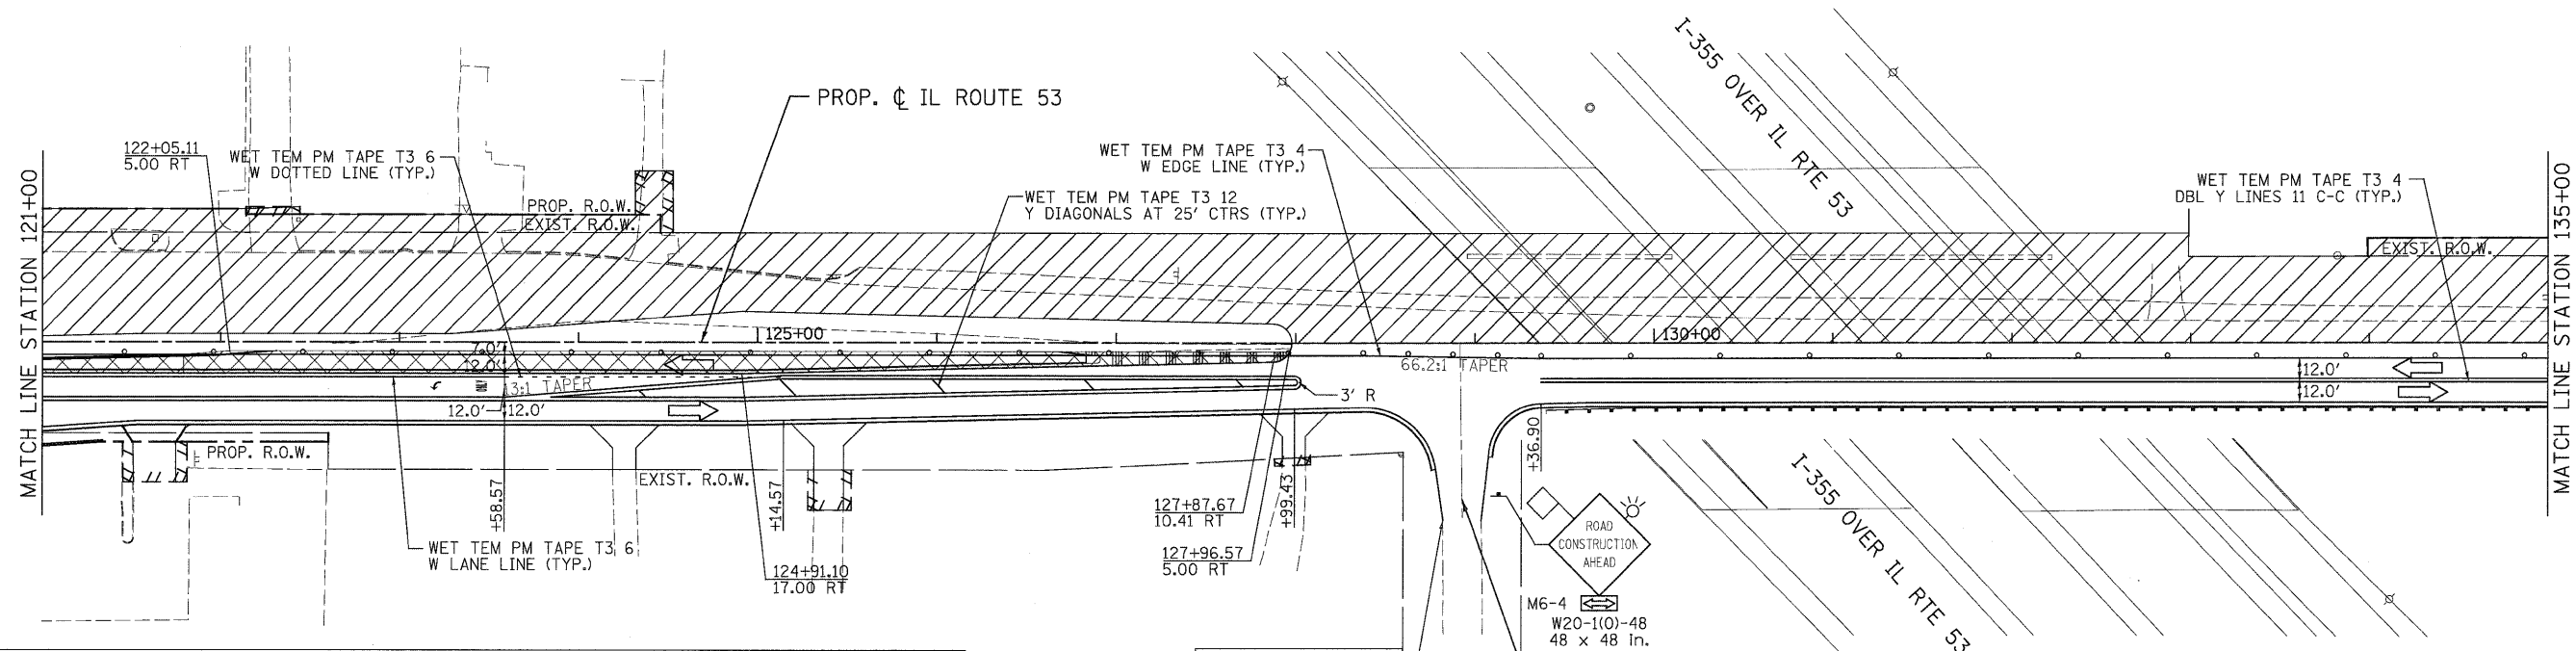 I-355 OVER IL RTE 53
PROP. ℄ IL ROUTE 53
122+05.11
5.00 RT
WET TEM PM TAPE T3 6
W DOTTED LINE (TYP.)
WET TEM PM TAPE T3 4
W EDGE LINE (TYP.)
WET TEM PM TAPE T3 12
Y DIAGONALS AT 25' CTRS (TYP.)
WET TEM PM TAPE T3 4
DBL Y LINES 11 C-C (TYP.)
MATCH LINE STATION 121+00
MATCH LINE STATION 135+00
PROP. R.O.W.
EXIST. R.O.W.
EXIST. R.O.W.
125+00
130+00
7.0'
12.0'
13:1 TAPER
66.2:1 TAPER
12.0'
12.0'
12.0'
12.0'
3' R
PROP. R.O.W.
EXIST. R.O.W.
+58.57
+14.57
+99.43
+36.90
WET TEM PM TAPE T3 6
W LANE LINE (TYP.)
124+91.10
17.00 RT
127+87.67
10.41 RT
127+96.57
5.00 RT
ROAD
CONSTRUCTION
AHEAD
M6-4
W20-1(O)-48
48 x 48 in.
I-355 OVER IL RTE 53